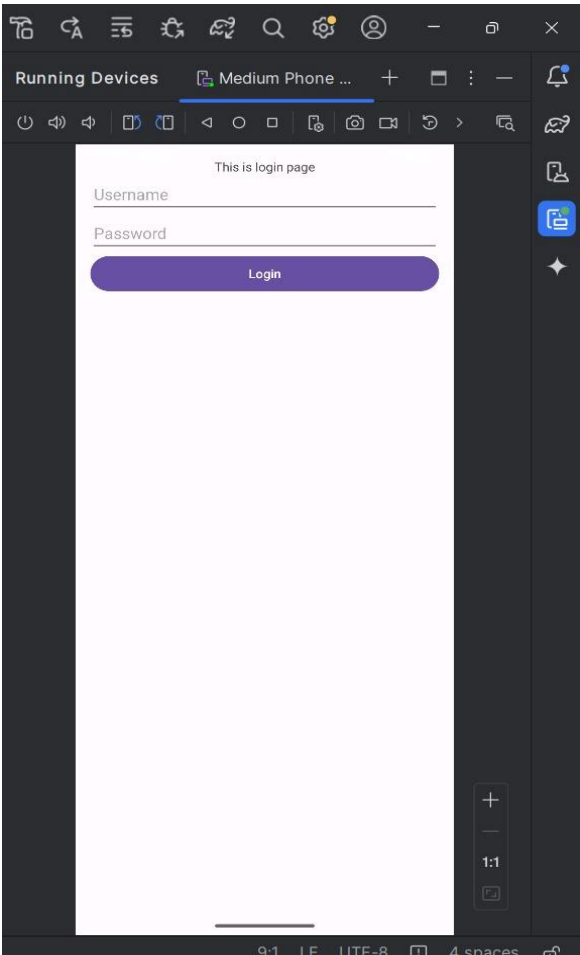 Running Devices
Medium Phone ...
This is login page
Username
Password
Login
1:1
9:1 LF UTF-8 4 spaces